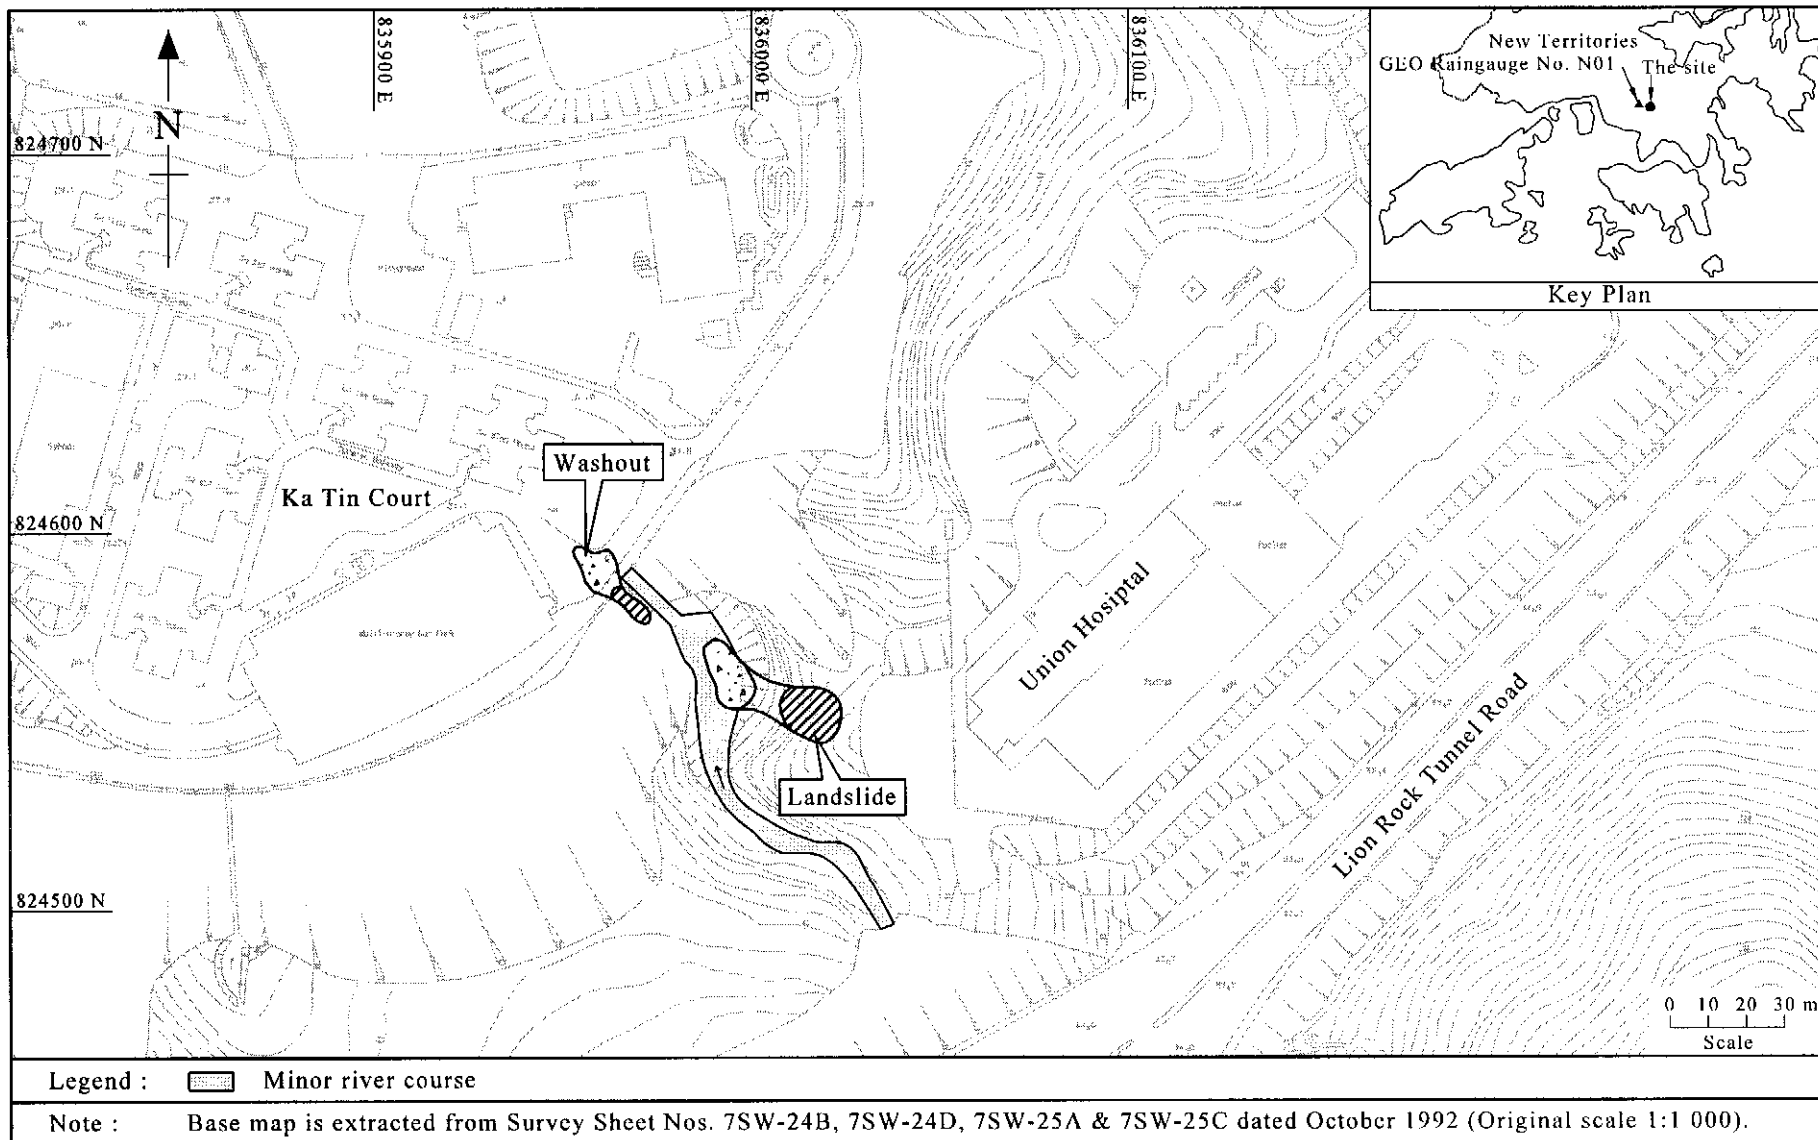 835900 E
836000 E
836100 E
New Territories
GEO Raingauge No. N01
The site
Key Plan
N
824700 N
Washout
Ka Tin Court
824600 N
Union Hosiptal
Landslide
Lion Rock Tunnel Road
824500 N
0 10 20 30 m
Scale
Legend : Minor river course
Note : Base map is extracted from Survey Sheet Nos. 7SW-24B, 7SW-24D, 7SW-25A & 7SW-25C dated October 1992 (Original scale 1:1 000).